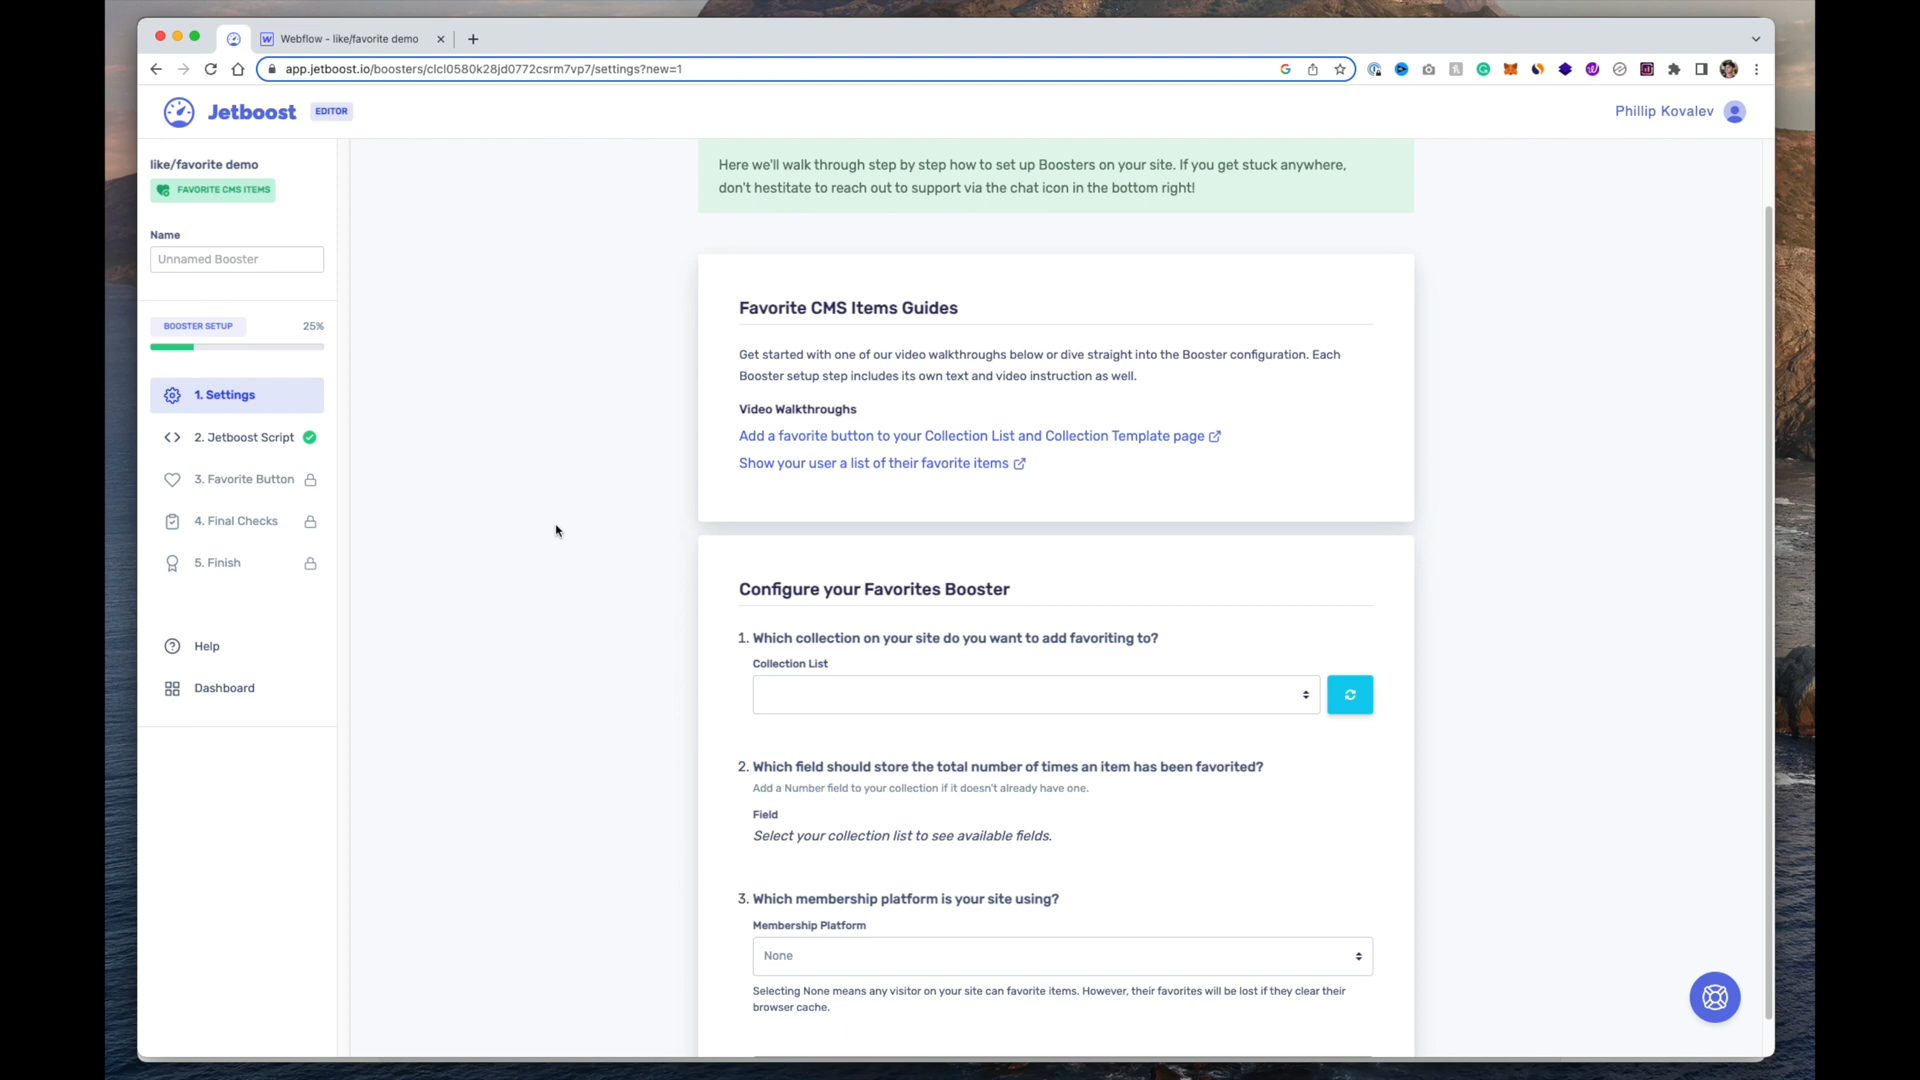 Webflow - like/favorite demo
app.jetboost.io/boosters/clcl0580k28jd0772csrm7vp7/settings?new=1
Jetboost EDITOR
Phillip Kovalev
like/favorite demo
FAVORITE CMS ITEMS
Name
Unnamed Booster
BOOSTER SETUP 25%
1. Settings
2. Jetboost Script
3. Favorite Button
4. Final Checks
5. Finish
Help
Dashboard
Here we'll walk through step by step how to set up Boosters on your site. If you get stuck anywhere,
don't hestitate to reach out to support via the chat icon in the bottom right!
Favorite CMS Items Guides
Get started with one of our video walkthroughs below or dive straight into the Booster configuration. Each
Booster setup step includes its own text and video instruction as well.
Video Walkthroughs
Add a favorite button to your Collection List and Collection Template page
Show your user a list of their favorite items
Configure your Favorites Booster
1. Which collection on your site do you want to add favoriting to?
Collection List
2. Which field should store the total number of times an item has been favorited?
Add a Number field to your collection if it doesn't already have one.
Field
Select your collection list to see available fields.
3. Which membership platform is your site using?
Membership Platform
None
Selecting None means any visitor on your site can favorite items. However, their favorites will be lost if they clear their
browser cache.